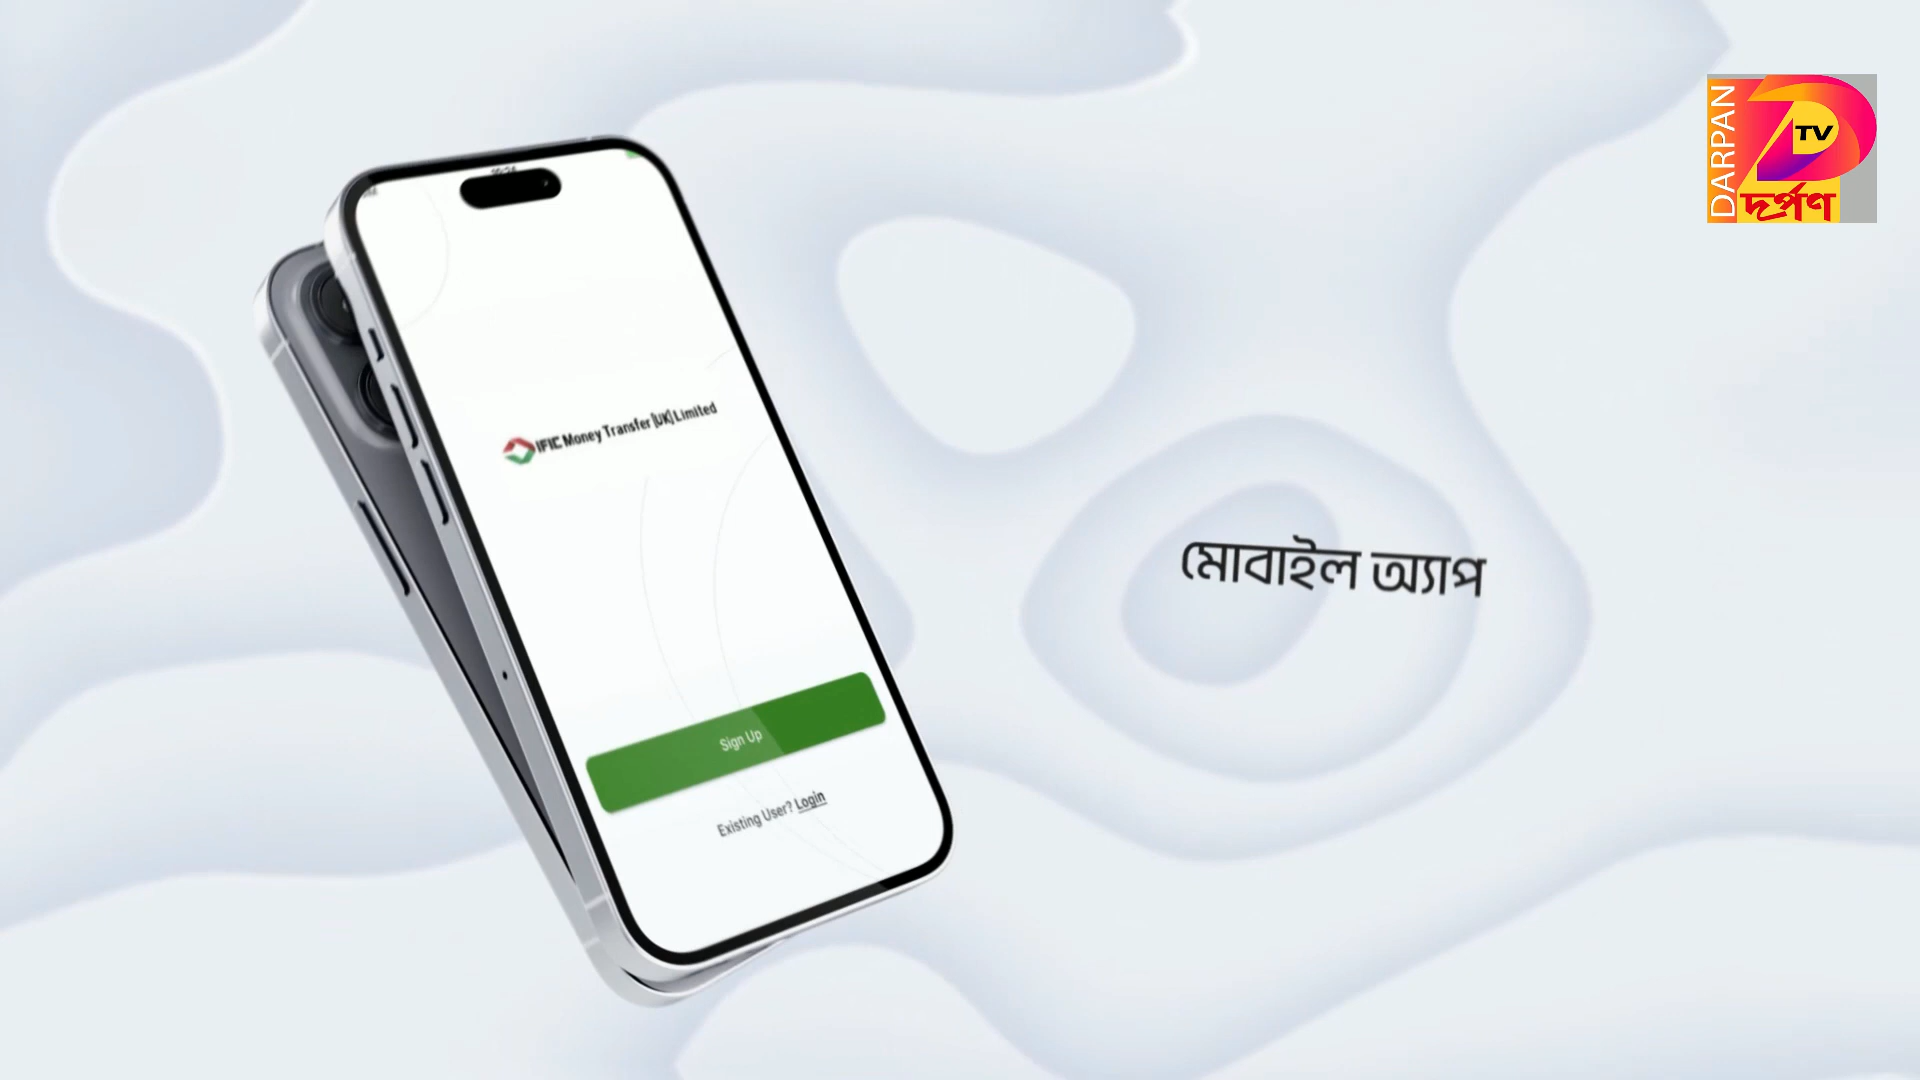 DARPAN
TV
দর্পণ
IFIC Money Transfer (UK) Limited
মোবাইল অ্যাপ
Sign Up
Existing User? Login